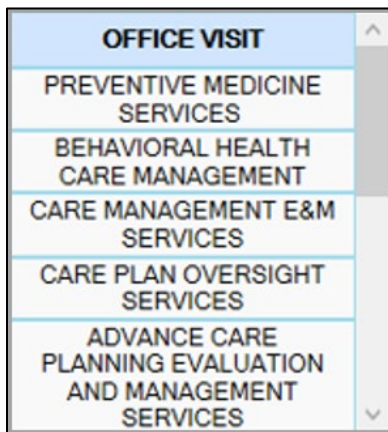 OFFICE VISIT
PREVENTIVE MEDICINE
SERVICES
BEHAVIORAL HEALTH
CARE MANAGEMENT
CARE MANAGEMENT E&M
SERVICES
CARE PLAN OVERSIGHT
SERVICES
ADVANCE CARE
PLANNING EVALUATION
AND MANAGEMENT
SERVICES